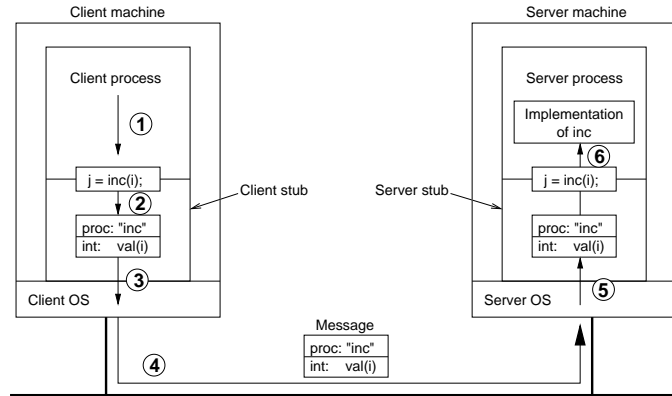 Client machine
Server machine
Client process
Server process
1
Implementation
of inc
6
j = inc(i);
j = inc(i);
2
Client stub
Server stub
proc: "inc"
int: val(i)
proc: "inc"
int: val(i)
3
5
Client OS
Server OS
Message
proc: "inc"
int: val(i)
4